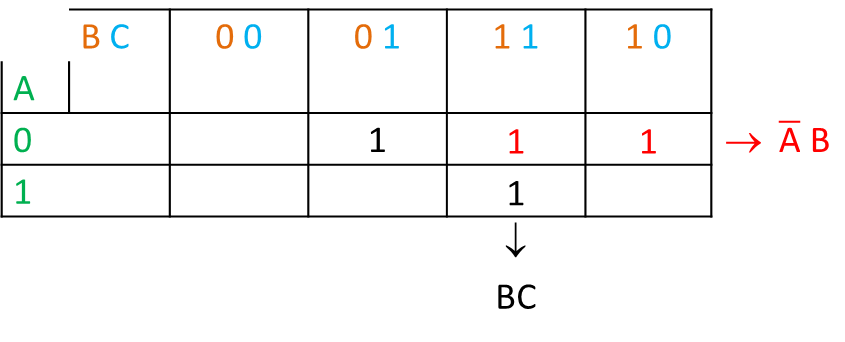 B C 0 0 0 1 1 1 1 0
A
0 1 1 1 → A̅ B
1 1
↓
BC